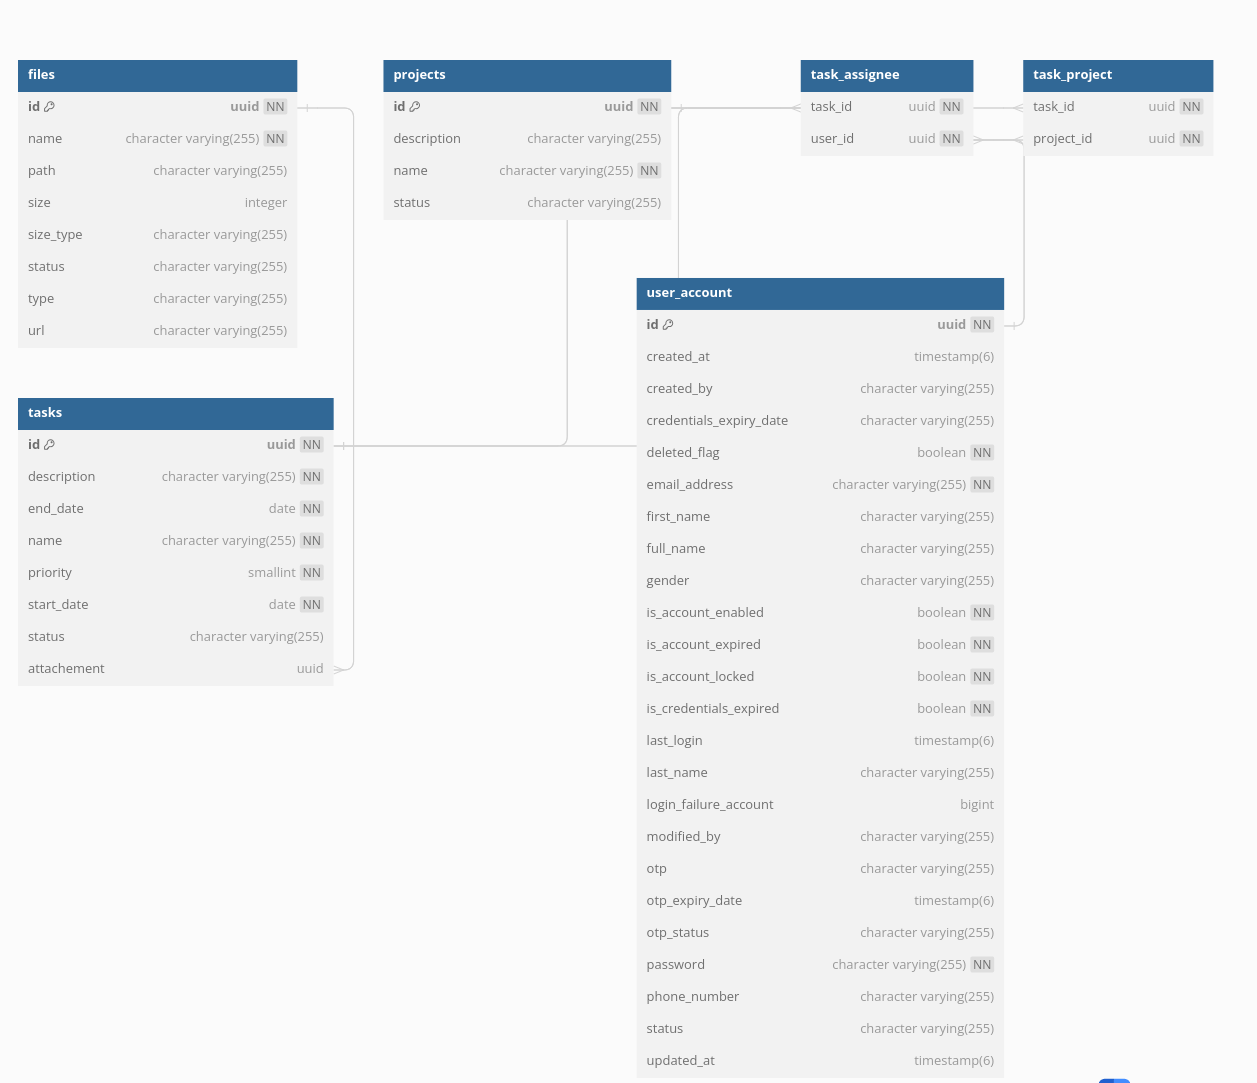 files
id uuid NN
name character varying(255) NN
path character varying(255)
size integer
size_type character varying(255)
status character varying(255)
type character varying(255)
url character varying(255)
projects
id uuid NN
description character varying(255)
name character varying(255) NN
status character varying(255)
task_assignee
task_id uuid NN
user_id uuid NN
task_project
task_id uuid NN
project_id uuid NN
tasks
id uuid NN
description character varying(255) NN
end_date date NN
name character varying(255) NN
priority smallint NN
start_date date NN
status character varying(255)
attachement uuid
user_account
id uuid NN
created_at timestamp(6)
created_by character varying(255)
credentials_expiry_date character varying(255)
deleted_flag boolean NN
email_address character varying(255) NN
first_name character varying(255)
full_name character varying(255)
gender character varying(255)
is_account_enabled boolean NN
is_account_expired boolean NN
is_account_locked boolean NN
is_credentials_expired boolean NN
last_login timestamp(6)
last_name character varying(255)
login_failure_account bigint
modified_by character varying(255)
otp character varying(255)
otp_expiry_date timestamp(6)
otp_status character varying(255)
password character varying(255) NN
phone_number character varying(255)
status character varying(255)
updated_at timestamp(6)